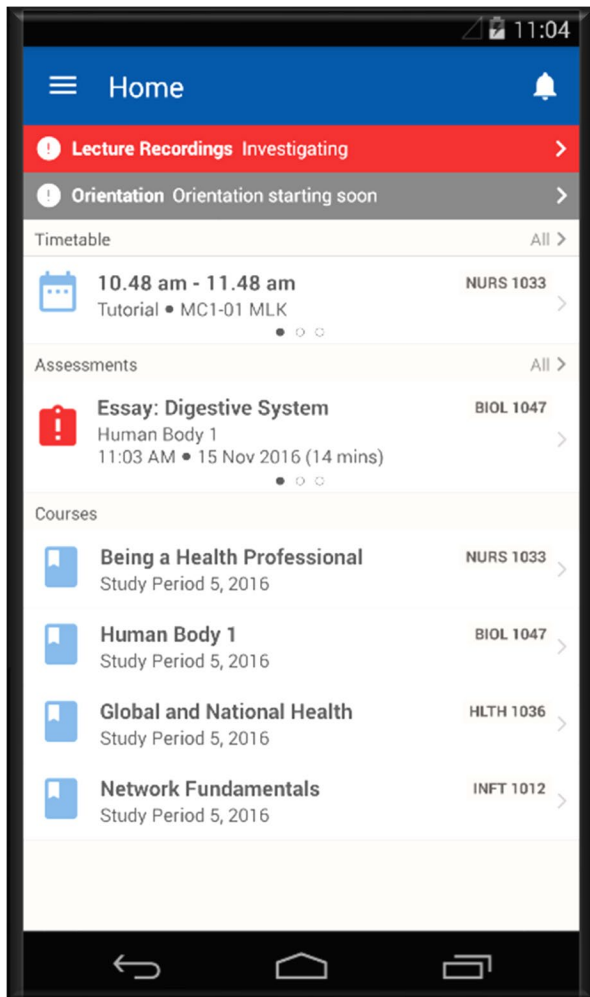 11:04
Home
Lecture Recordings Investigating
Orientation Orientation starting soon
Timetable All
10.48 am - 11.48 am NURS 1033
Tutorial • MC1-01 MLK
Assessments All
Essay: Digestive System BIOL 1047
Human Body 1
11:03 AM • 15 Nov 2016 (14 mins)
Courses
Being a Health Professional NURS 1033
Study Period 5, 2016
Human Body 1 BIOL 1047
Study Period 5, 2016
Global and National Health HLTH 1036
Study Period 5, 2016
Network Fundamentals INFT 1012
Study Period 5, 2016